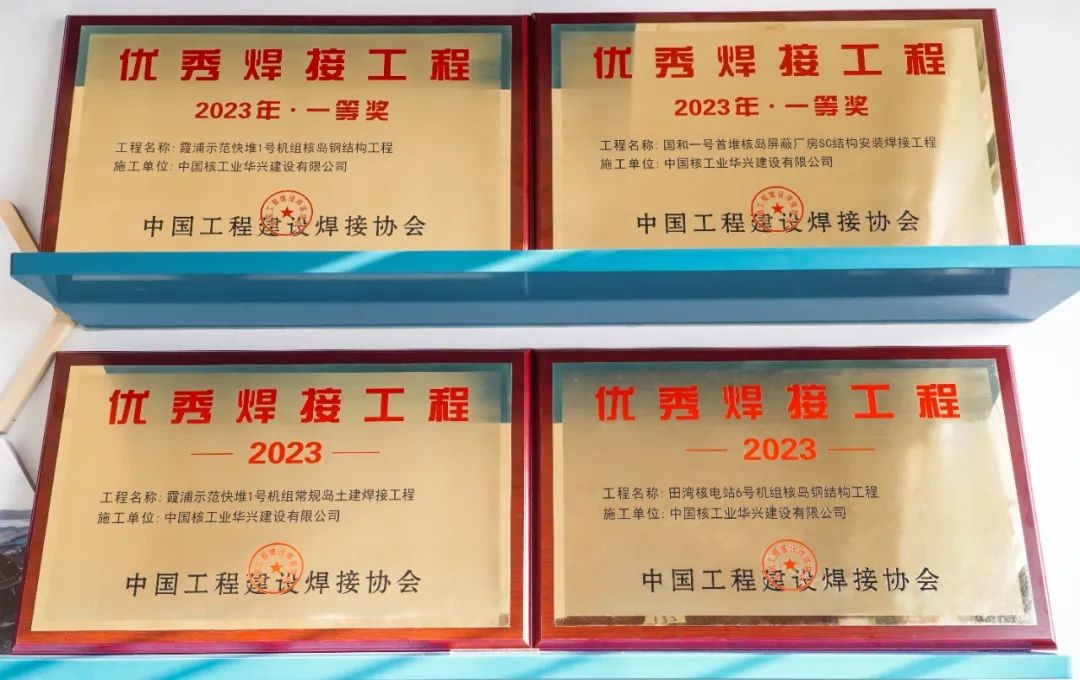 优秀焊接工程
2023年·一等奖
工程名称：霞浦示范快堆1号机组核岛钢结构工程
施工单位：中国核工业华兴建设有限公司
中国工程建设焊接协会
优秀焊接工程
2023年·一等奖
工程名称：国和一号首堆核岛屏蔽厂房SC结构安装焊接工程
施工单位：中国核工业华兴建设有限公司
中国工程建设焊接协会
优秀焊接工程
2023
工程名称：霞浦示范快堆1号机组常规岛土建焊接工程
施工单位：中国核工业华兴建设有限公司
中国工程建设焊接协会
优秀焊接工程
2023
工程名称：田湾核电站6号机组核岛钢结构工程
施工单位：中国核工业华兴建设有限公司
中国工程建设焊接协会